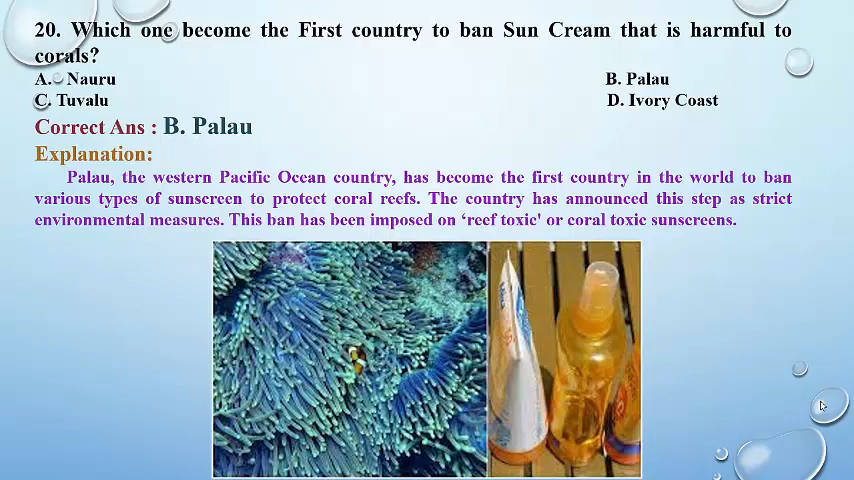 20. Which one become the First country to ban Sun Cream that is harmful to
corals?
A. Nauru B. Palau
C. Tuvalu D. Ivory Coast
Correct Ans : B. Palau
Explanation:
Palau, the western Pacific Ocean country, has become the first country in the world to ban
various types of sunscreen to protect coral reefs. The country has announced this step as strict
environmental measures. This ban has been imposed on ‘reef toxic' or coral toxic sunscreens.